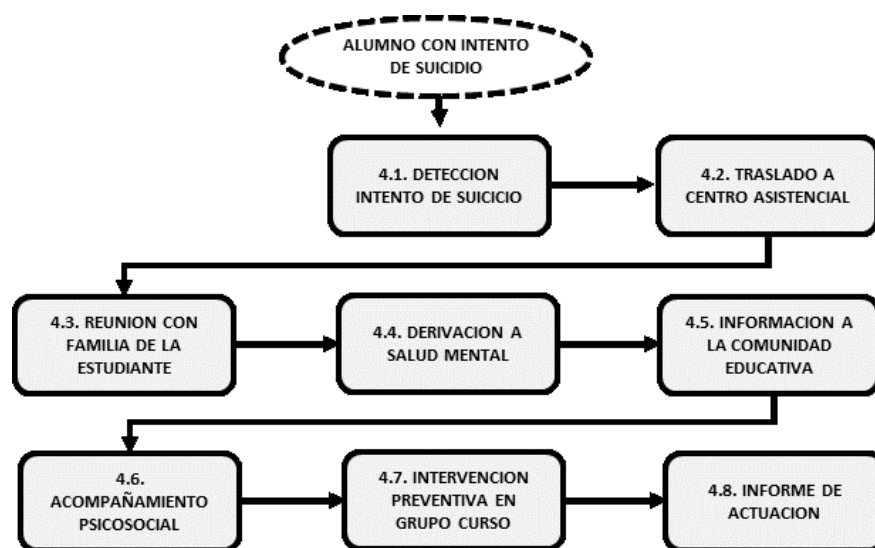 ALUMNO CON INTENTO
DE SUICIDIO
4.1. DETECCION
INTENTO DE SUICICIO
4.2. TRASLADO A
CENTRO ASISTENCIAL
4.3. REUNION CON
FAMILIA DE LA
ESTUDIANTE
4.4. DERIVACION A
SALUD MENTAL
4.5. INFORMACION A
LA COMUNIDAD
EDUCATIVA
4.6.
ACOMPAÑAMIENTO
PSICOSOCIAL
4.7. INTERVENCION
PREVENTIVA EN
GRUPO CURSO
4.8. INFORME DE
ACTUACION